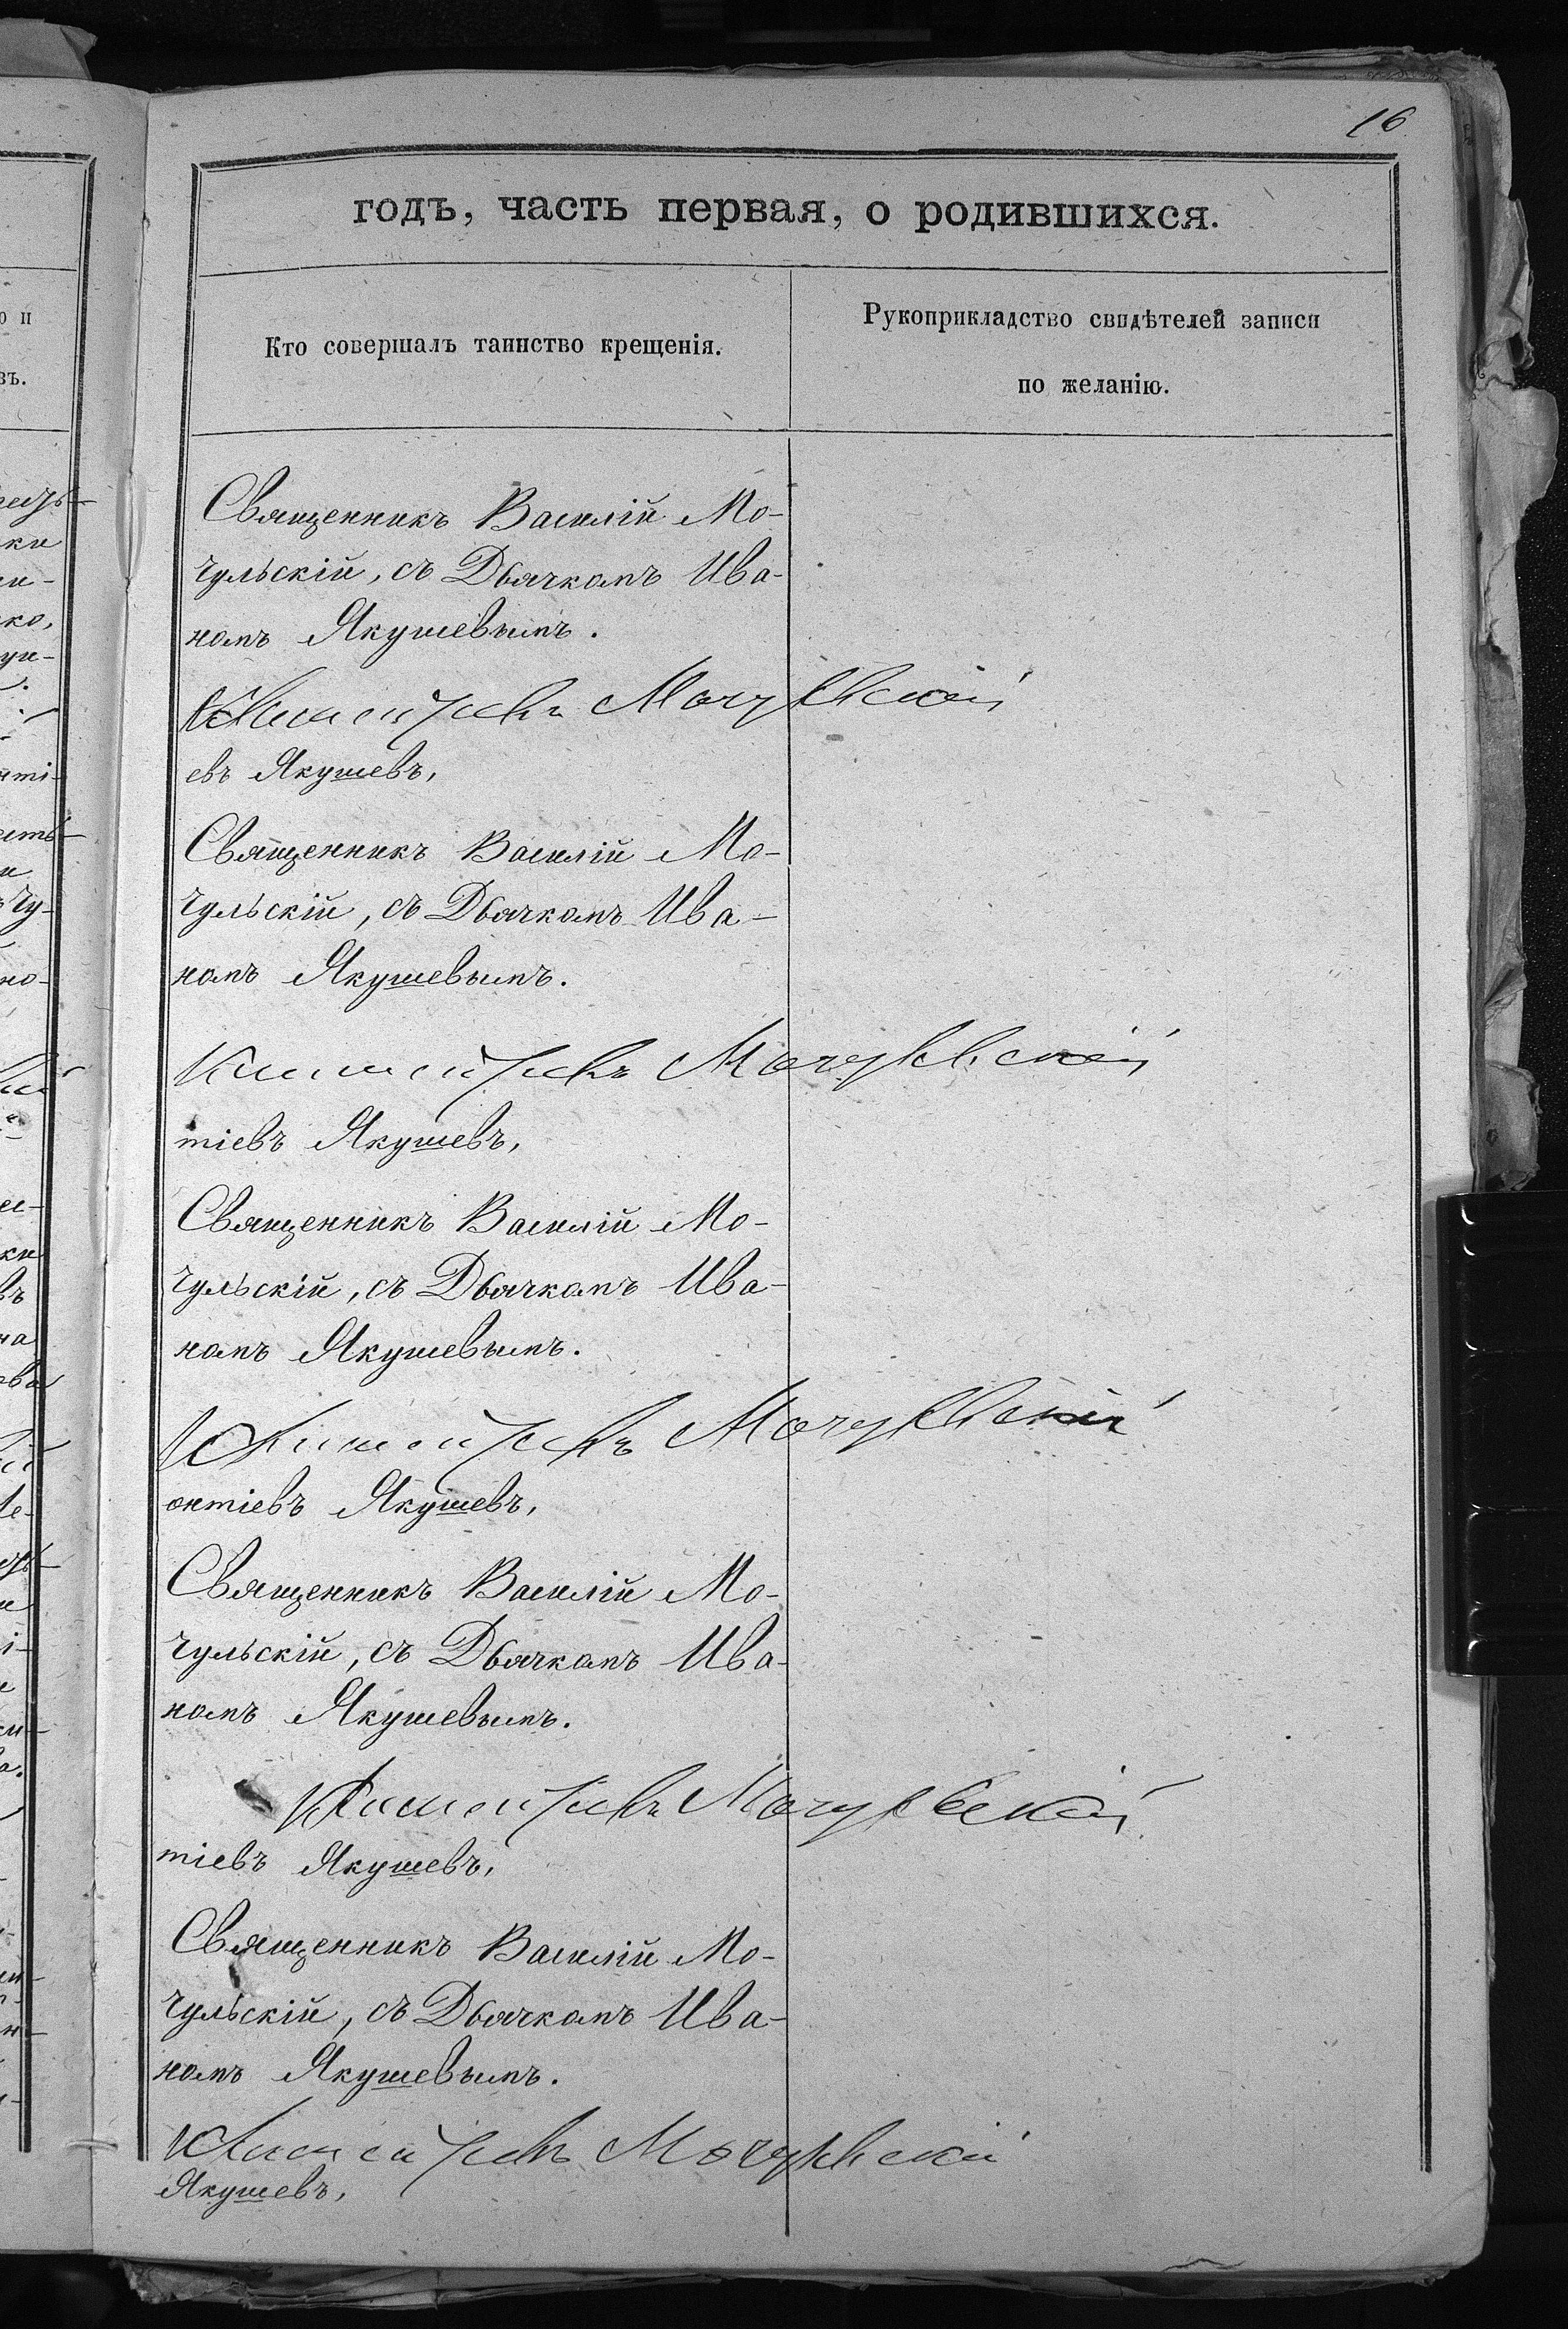 16
годъ, часть первая, о родившихся.
Кто совершалъ таинство крещенія.
Рукоприкладство свидѣтелей записи
по желанію.
Священникъ Василій Мо-
чульскій, съ Дьячкомъ Ива-
номъ Якушевымъ.
Мочульскій
евъ Якушевъ,
Священникъ Василій Мо-
чульскій, съ Дьячкомъ Ива-
номъ Якушевымъ.
Мочульскій
тіевъ Якушевъ,
Священникъ Василій Мо-
чульскій, съ Дьячкомъ Ива-
номъ Якушевымъ.
Мочульскій
онтіевъ Якушевъ,
Священникъ Василій Мо-
чульскій, съ Дьячкомъ Ива-
номъ Якушевымъ.
Мочульскій
тіевъ Якушевъ,
Священникъ Василій Мо-
чульскій, съ Дьячкомъ Ива-
номъ Якушевымъ.
Мочульскій
Якушевъ,